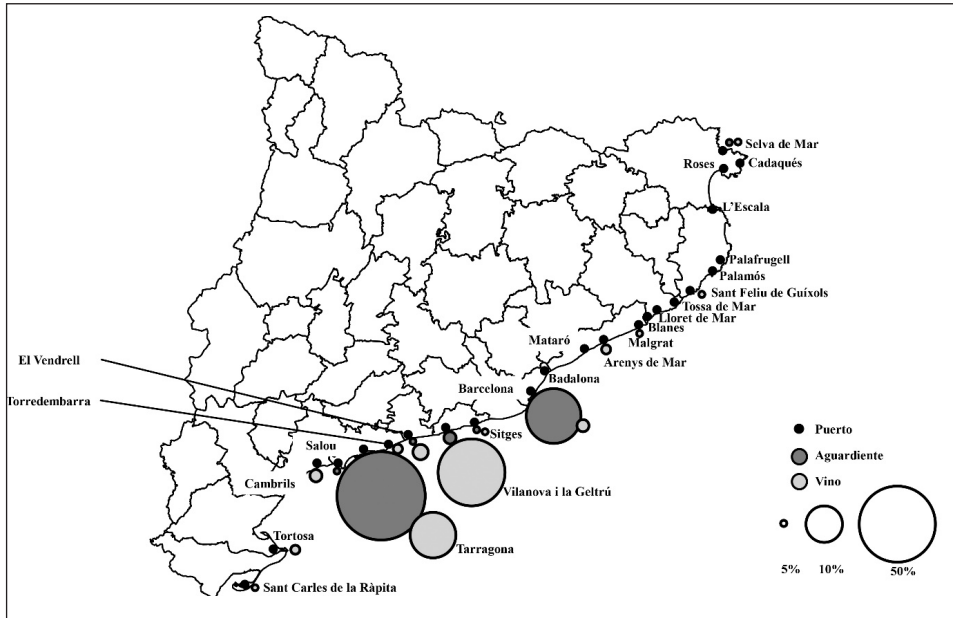 Selva de Mar
Roses
Cadaqués
L'Escala
Palafrugell
Palamós
Sant Feliu de Guíxols
Tossa de Mar
Lloret de Mar
Blanes
Malgrat
Mataró
Arenys de Mar
El Vendrell
Badalona
Barcelona
Torredembarra
Sitges
Salou
Cambrils
Vilanova i la Geltrú
Tarragona
Tortosa
Sant Carles de la Ràpita
Puerto
Aguardiente
Vino
5% 10% 50%